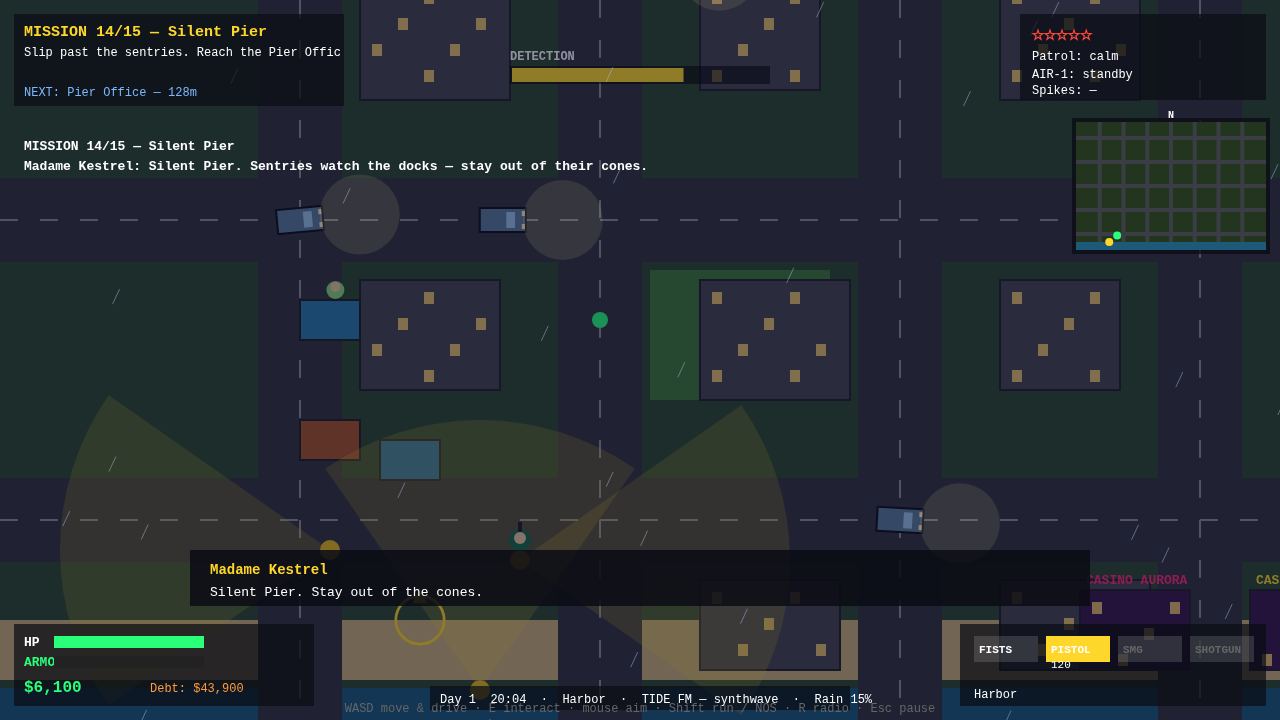 MISSION 14/15 — Silent Pier
Slip past the sentries. Reach the Pier Offic
NEXT: Pier Office — 128m
DETECTION
☆☆☆☆☆
Patrol: calm
AIR-1: standby
Spikes: —
N
MISSION 14/15 — Silent Pier
Madame Kestrel: Silent Pier. Sentries watch the docks — stay out of their cones.
CASINO AURORA
CAS
Madame Kestrel
Silent Pier. Stay out of the cones.
HP
ARMO
$6,100
Debt: $43,900
FISTS
PISTOL
120
SMG
SHOTGUN
Harbor
Day 1 20:04 · Harbor · TIDE FM — synthwave · Rain 15%
WASD move & drive · E interact · mouse aim · Shift run / NOS · R radio · Esc pause